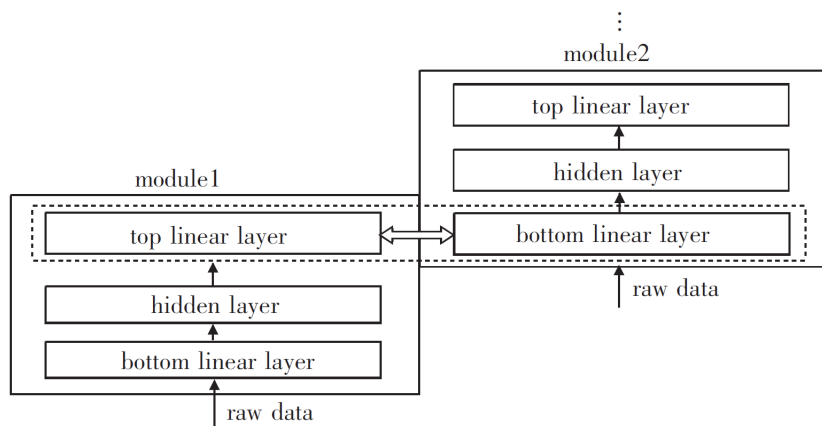 ⋮
module2
top linear layer
hidden layer
bottom linear layer
raw data
module1
top linear layer
hidden layer
bottom linear layer
raw data